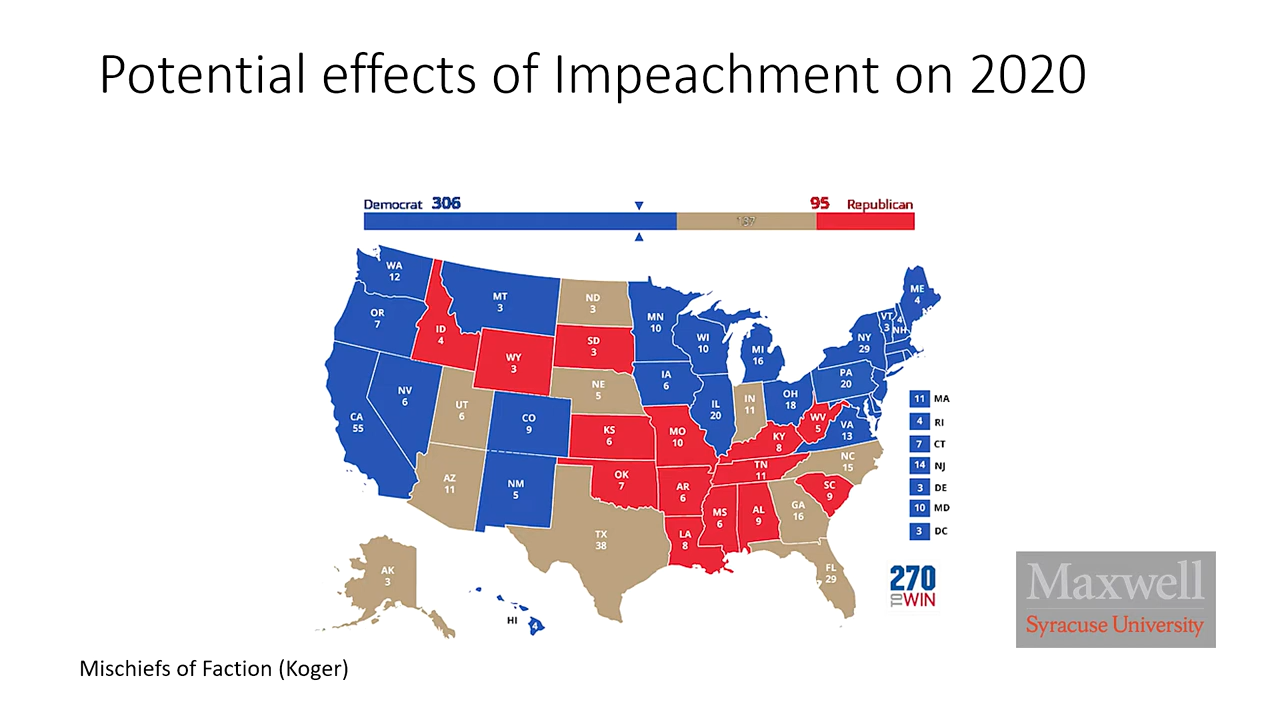 Potential effects of Impeachment on 2020
Democrat 306
95 Republican
137
WA
12
OR
7
CA
55
NV
6
ID
4
MT
3
WY
3
UT
6
CO
9
AZ
11
NM
5
ND
3
SD
3
NE
5
KS
6
OK
7
TX
38
MN
10
IA
6
MO
10
AR
6
LA
8
WI
10
IL
20
MI
16
IN
11
OH
18
KY
8
TN
11
MS
6
AL
9
GA
16
FL
29
SC
9
NC
15
VA
13
WV
5
PA
20
NY
29
VT
3
4
NH
ME
4
11 MA
4 RI
7 CT
14 NJ
3 DE
10 MD
3 DC
AK
3
HI
4
270
TO WIN
Maxwell
Syracuse University
Mischiefs of Faction (Koger)